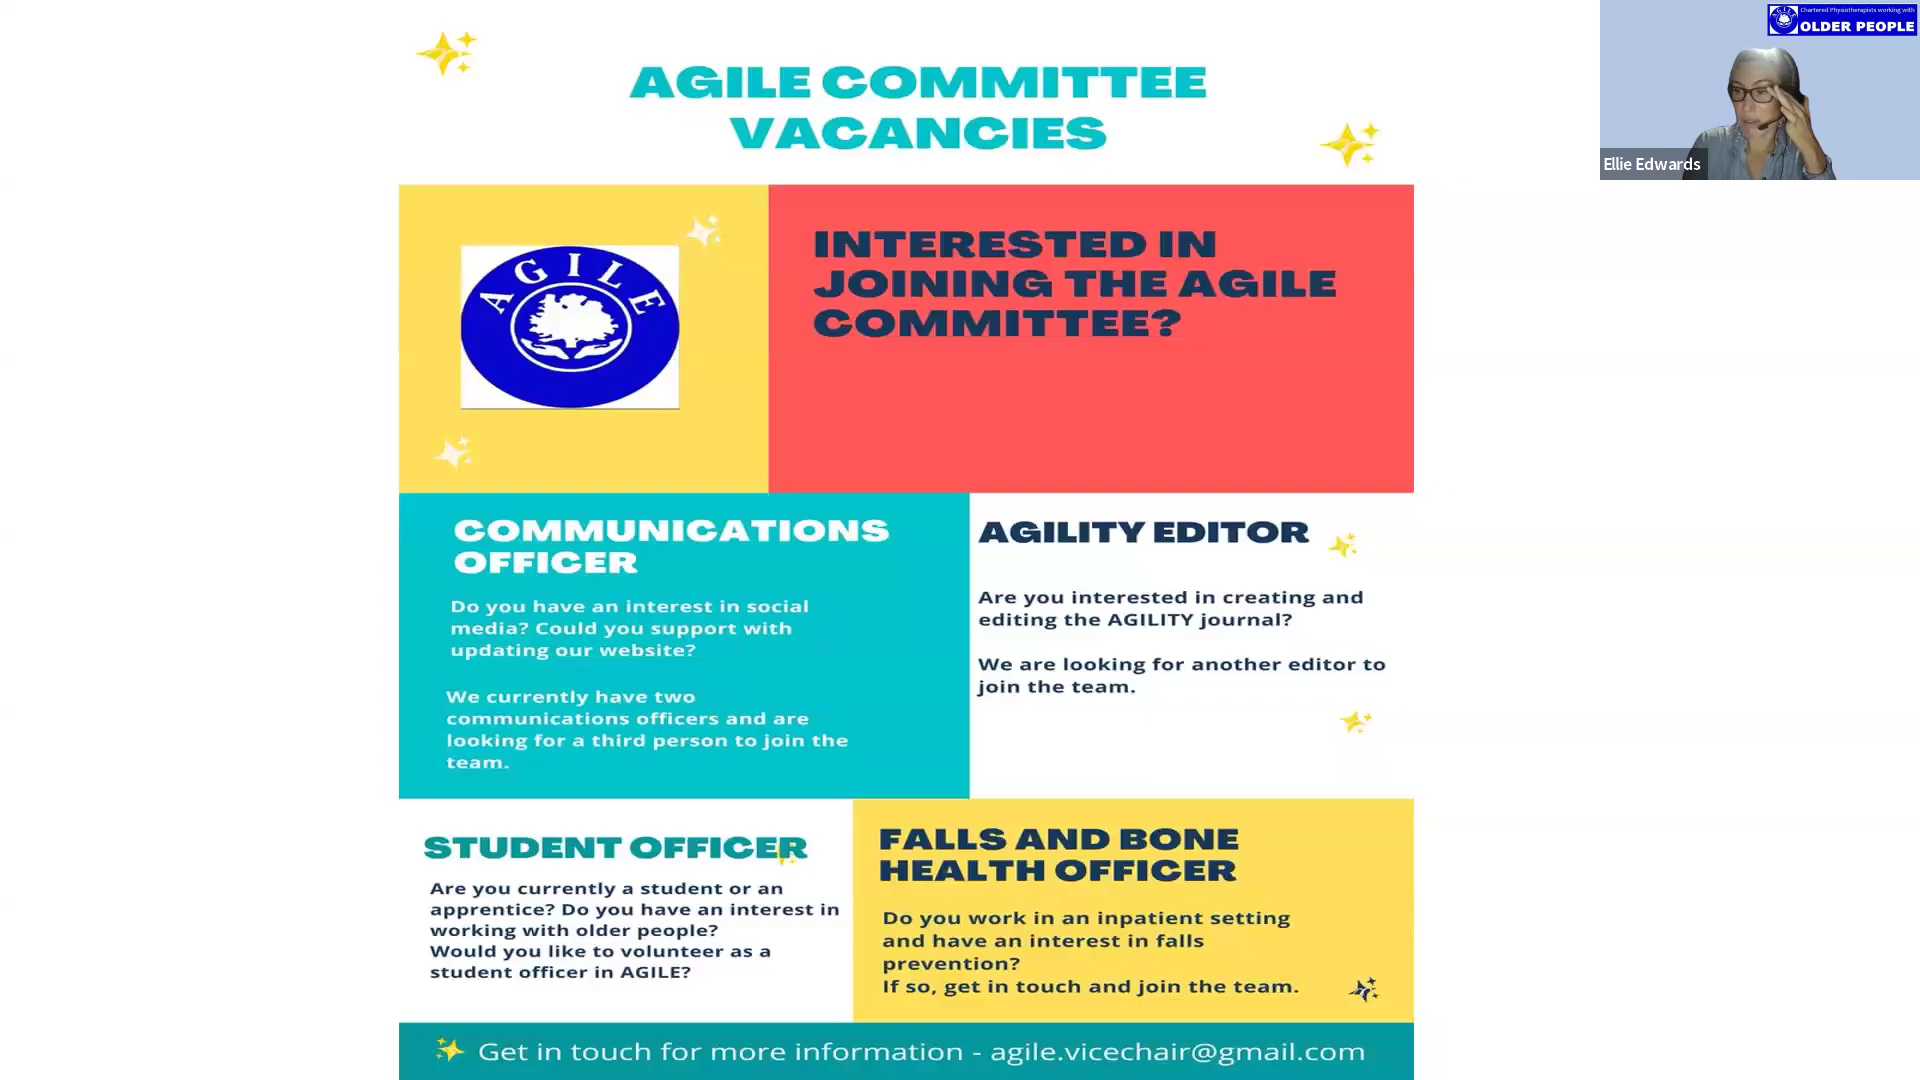 AGILE COMMITTEE
VACANCIES
Chartered Physiotherapists working with
OLDER PEOPLE
Ellie Edwards
AGILE
INTERESTED IN
JOINING THE AGILE
COMMITTEE?
COMMUNICATIONS
OFFICER
Do you have an interest in social
media? Could you support with
updating our website?
We currently have two
communications officers and are
looking for a third person to join the
team.
AGILITY EDITOR
Are you interested in creating and
editing the AGILITY journal?
We are looking for another editor to
join the team.
STUDENT OFFICER
Are you currently a student or an
apprentice? Do you have an interest in
working with older people?
Would you like to volunteer as a
student officer in AGILE?
FALLS AND BONE
HEALTH OFFICER
Do you work in an inpatient setting
and have an interest in falls
prevention?
If so, get in touch and join the team.
Get in touch for more information - agile.vicechair@gmail.com